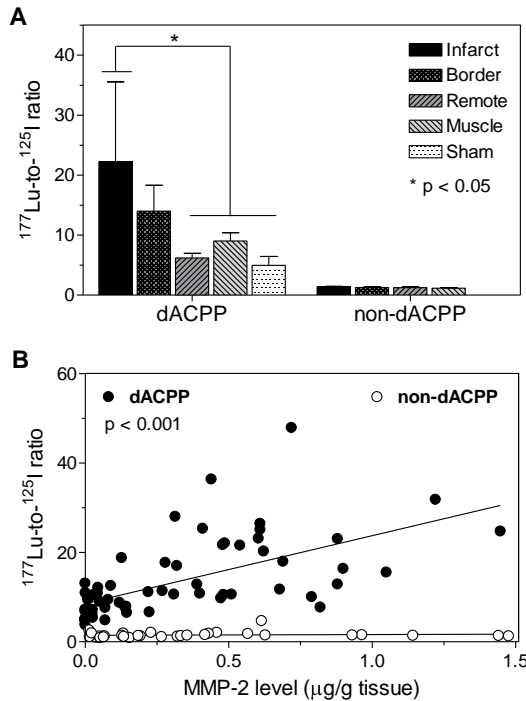 A
*
Infarct
Border
Remote
Muscle
Sham
* p < 0.05
177Lu-to-125I ratio
40
30
20
10
0
dACPP
non-dACPP
B
60
dACPP
non-dACPP
p < 0.001
177Lu-to-125I ratio
40
20
0
0.0
0.5
1.0
1.5
MMP-2 level (μg/g tissue)